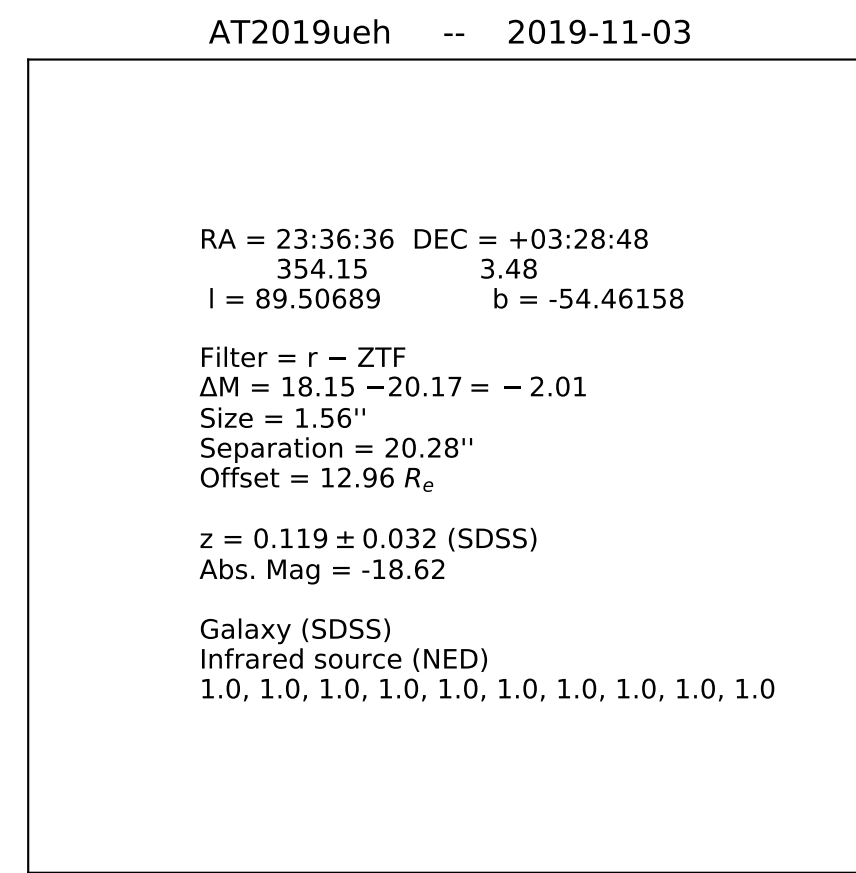 AT2019ueh -- 2019-11-03
RA = 23:36:36 DEC = +03:28:48
354.15 3.48
l = 89.50689 b = -54.46158
Filter = r − ZTF
ΔM = 18.15 −20.17 = − 2.01
Size = 1.56''
Separation = 20.28''
Offset = 12.96 Rₑ
z = 0.119 ± 0.032 (SDSS)
Abs. Mag = -18.62
Galaxy (SDSS)
Infrared source (NED)
1.0, 1.0, 1.0, 1.0, 1.0, 1.0, 1.0, 1.0, 1.0, 1.0